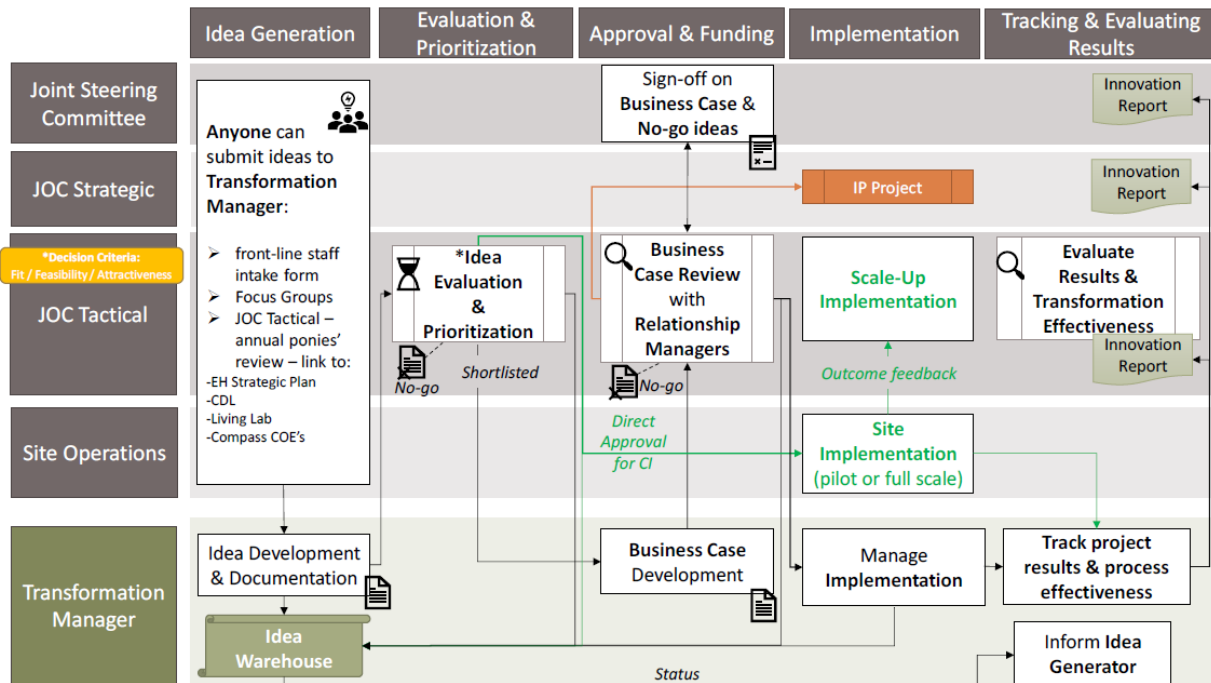 Idea Generation
Evaluation &
Prioritization
Approval & Funding
Implementation
Tracking & Evaluating
Results
Joint Steering
Committee
JOC Strategic
*Decision Criteria:
Fit / Feasibility / Attractiveness
JOC Tactical
Site Operations
Transformation
Manager
Anyone can
submit ideas to
Transformation
Manager:
➢ front-line staff
intake form
➢ Focus Groups
➢ JOC Tactical –
annual ponies'
review – link to:
-EH Strategic Plan
-CDL
-Living Lab
-Compass COE's
Idea Development
& Documentation
Idea
Warehouse
*Idea
Evaluation
&
Prioritization
No-go
Shortlisted
Sign-off on
Business Case &
No-go ideas
Business
Case Review
with
Relationship
Managers
No-go
Direct
Approval
for CI
Business Case
Development
IP Project
Scale-Up
Implementation
Outcome feedback
Site
Implementation
(pilot or full scale)
Manage
Implementation
Innovation
Report
Innovation
Report
Evaluate
Results &
Transformation
Effectiveness
Innovation
Report
Track project
results & process
effectiveness
Status
Inform Idea
Generator